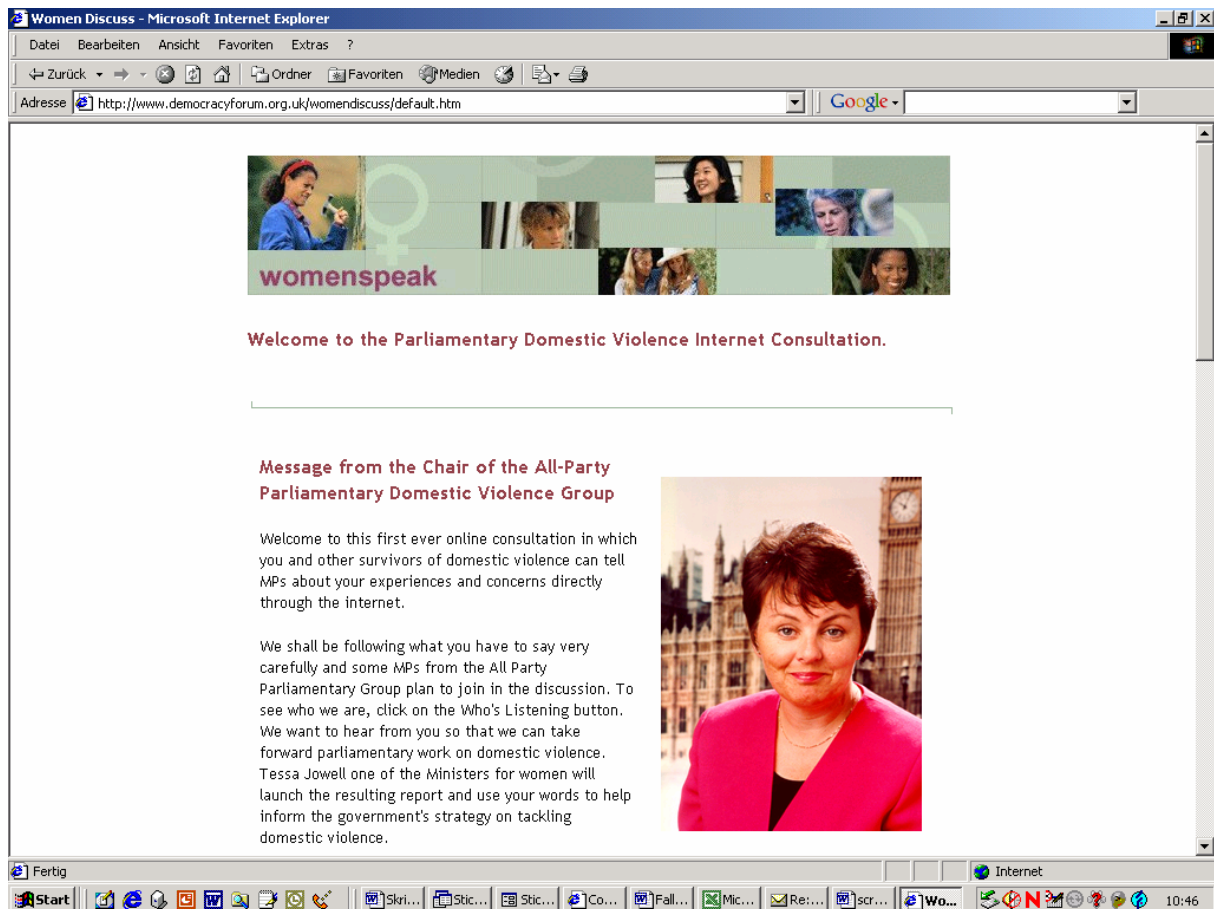 Women Discuss - Microsoft Internet Explorer
Datei Bearbeiten Ansicht Favoriten Extras ?
Zurück Ordner Favoriten Medien
Adresse http://www.democracyforum.org.uk/womendiscuss/default.htm Google
womenspeak
Welcome to the Parliamentary Domestic Violence Internet Consultation.
Message from the Chair of the All-Party
Parliamentary Domestic Violence Group
Welcome to this first ever online consultation in which
you and other survivors of domestic violence can tell
MPs about your experiences and concerns directly
through the internet.
We shall be following what you have to say very
carefully and some MPs from the All Party
Parliamentary Group plan to join in the discussion. To
see who we are, click on the Who's Listening button.
We want to hear from you so that we can take
forward parliamentary work on domestic violence.
Tessa Jowell one of the Ministers for women will
launch the resulting report and use your words to help
inform the government's strategy on tackling
domestic violence.
Fertig Internet
Start Skri... Stic... Stic... Co... Fall... Mic... Re:... scr... Wo... 10:46